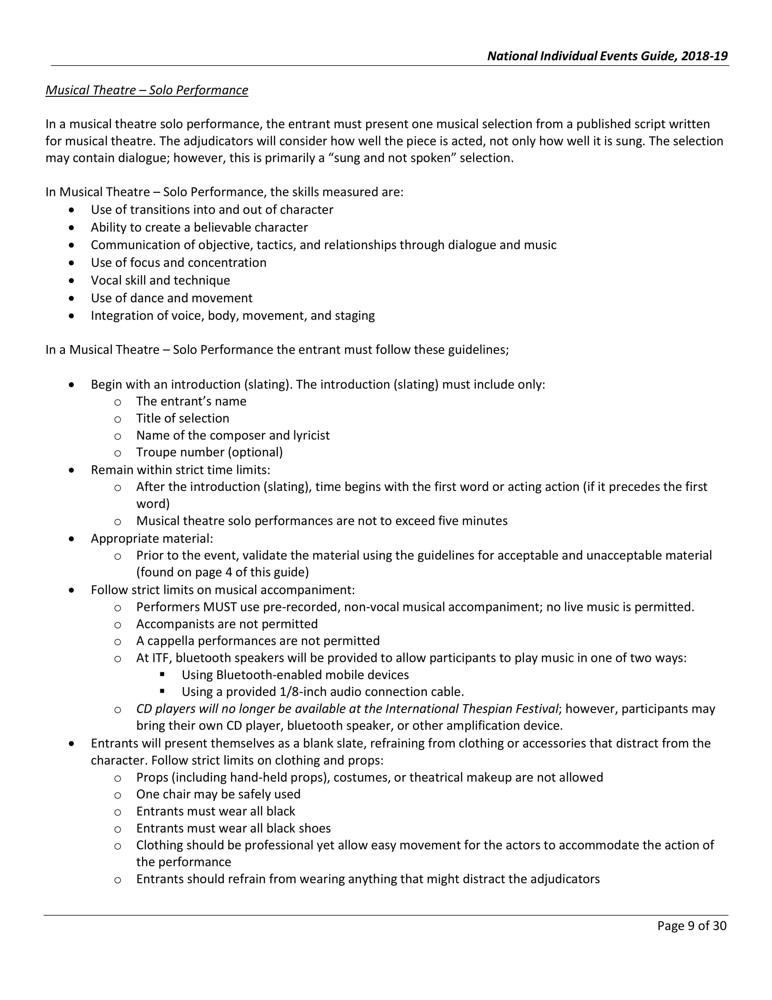 National Individual Events Guide, 2018-19
Musical Theatre – Solo Performance
In a musical theatre solo performance, the entrant must present one musical selection from a published script written
for musical theatre. The adjudicators will consider how well the piece is acted, not only how well it is sung. The selection
may contain dialogue; however, this is primarily a “sung and not spoken” selection.
In Musical Theatre – Solo Performance, the skills measured are:
• Use of transitions into and out of character
• Ability to create a believable character
• Communication of objective, tactics, and relationships through dialogue and music
• Use of focus and concentration
• Vocal skill and technique
• Use of dance and movement
• Integration of voice, body, movement, and staging
In a Musical Theatre – Solo Performance the entrant must follow these guidelines;
• Begin with an introduction (slating). The introduction (slating) must include only:
o The entrant’s name
o Title of selection
o Name of the composer and lyricist
o Troupe number (optional)
• Remain within strict time limits:
o After the introduction (slating), time begins with the first word or acting action (if it precedes the first
word)
o Musical theatre solo performances are not to exceed five minutes
• Appropriate material:
o Prior to the event, validate the material using the guidelines for acceptable and unacceptable material
(found on page 4 of this guide)
• Follow strict limits on musical accompaniment:
o Performers MUST use pre-recorded, non-vocal musical accompaniment; no live music is permitted.
o Accompanists are not permitted
o A cappella performances are not permitted
o At ITF, bluetooth speakers will be provided to allow participants to play music in one of two ways:
▪ Using Bluetooth-enabled mobile devices
▪ Using a provided 1/8-inch audio connection cable.
o CD players will no longer be available at the International Thespian Festival; however, participants may
bring their own CD player, bluetooth speaker, or other amplification device.
• Entrants will present themselves as a blank slate, refraining from clothing or accessories that distract from the
character. Follow strict limits on clothing and props:
o Props (including hand-held props), costumes, or theatrical makeup are not allowed
o One chair may be safely used
o Entrants must wear all black
o Entrants must wear all black shoes
o Clothing should be professional yet allow easy movement for the actors to accommodate the action of
the performance
o Entrants should refrain from wearing anything that might distract the adjudicators
Page 9 of 30